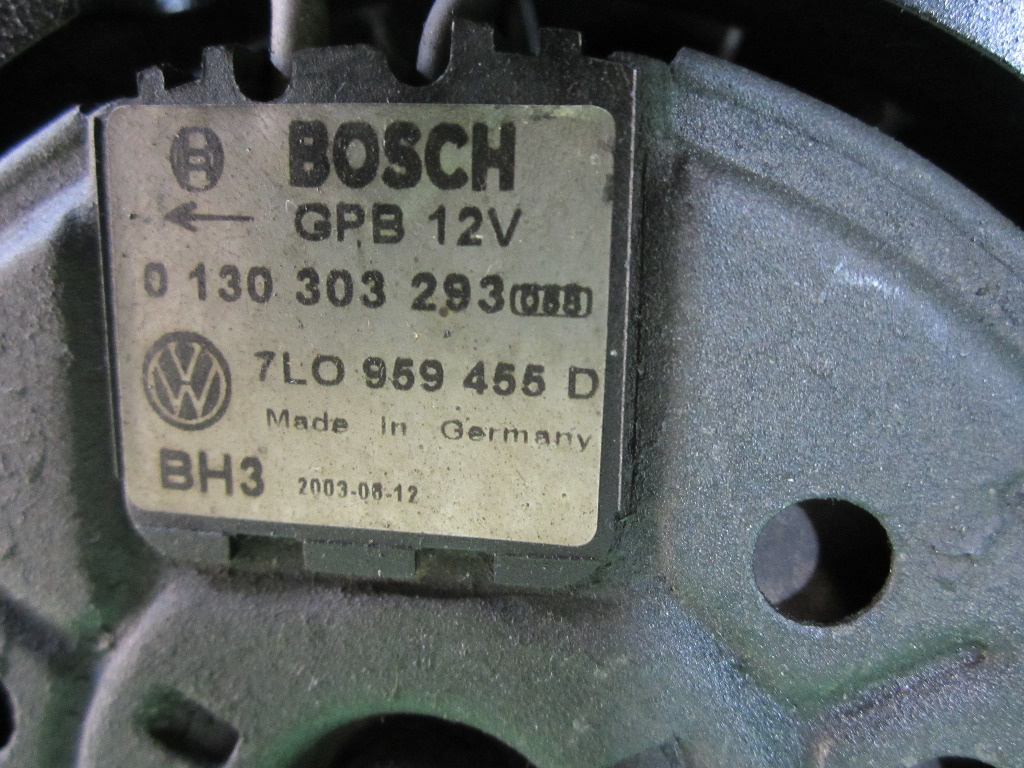 BOSCH
GPB 12V
0 130 303 293
7L0 959 455 D
Made in Germany
BH3 2003-08-12